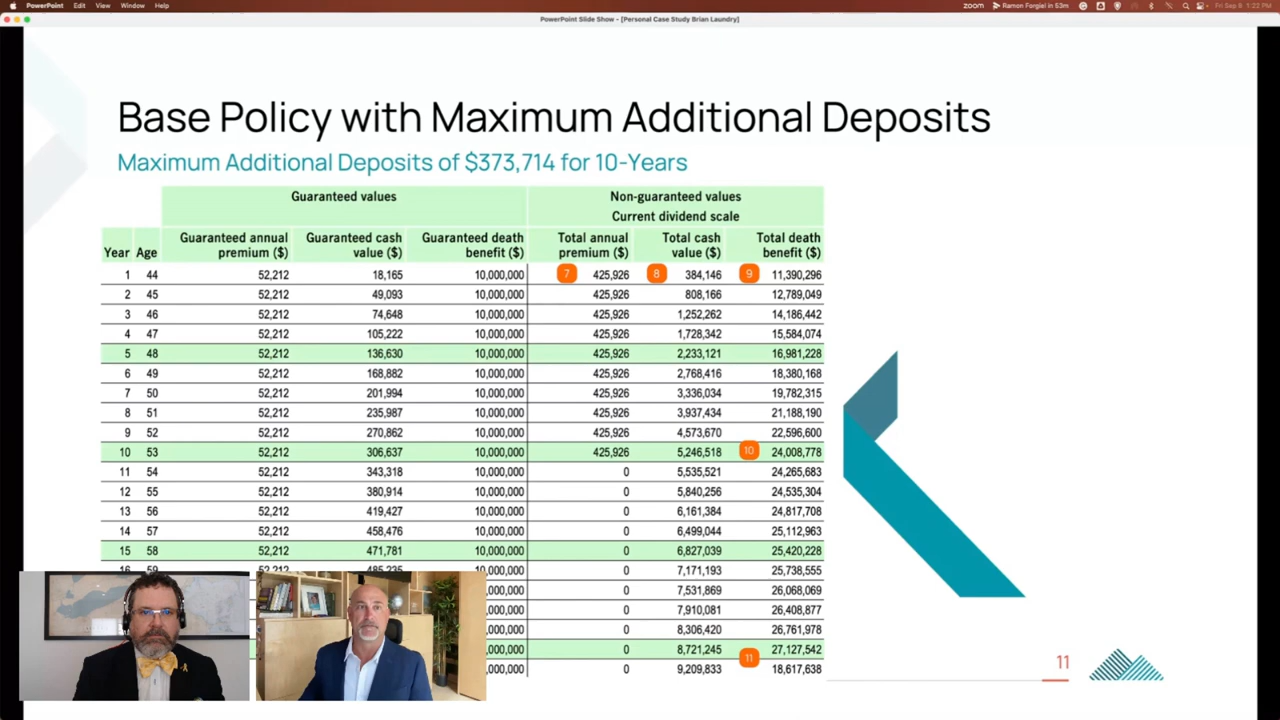 PowerPoint Edit View Window Help zoom Ramon Forgiel in 53m Fri Sep 9 1:22 PM
PowerPoint Slide Show - [Personal Case Study Brian Laundry]
Base Policy with Maximum Additional Deposits
Maximum Additional Deposits of $373,714 for 10-Years
Guaranteed values Non-guaranteed values
Current dividend scale
Guaranteed annual Guaranteed cash Guaranteed death Total annual Total cash Total death
Year Age premium ($) value ($) benefit ($) premium ($) value ($) benefit ($)
1 44 52,212 18,165 10,000,000 7 425,926 8 384,146 9 11,390,296
2 45 52,212 49,093 10,000,000 425,926 808,166 12,789,049
3 46 52,212 74,648 10,000,000 425,926 1,252,262 14,186,442
4 47 52,212 105,222 10,000,000 425,926 1,728,342 15,584,074
5 48 52,212 136,630 10,000,000 425,926 2,233,121 16,981,228
6 49 52,212 168,882 10,000,000 425,926 2,768,416 18,380,168
7 50 52,212 201,994 10,000,000 425,926 3,336,034 19,782,315
8 51 52,212 235,987 10,000,000 425,926 3,937,434 21,188,190
9 52 52,212 270,862 10,000,000 425,926 4,573,670 22,596,600
10 53 52,212 306,637 10,000,000 425,926 5,246,518 10 24,008,778
11 54 52,212 343,318 10,000,000 0 5,535,521 24,265,683
12 55 52,212 380,914 10,000,000 0 5,840,256 24,535,304
13 56 52,212 419,427 10,000,000 0 6,161,384 24,817,708
14 57 52,212 458,476 10,000,000 0 6,499,044 25,112,963
15 58 52,212 471,781 10,000,000 0 6,827,039 25,420,228
16 59 52,212 485,235 10,000,000 0 7,171,193 25,738,555
,000,000 0 7,531,869 26,068,069
,000,000 0 7,910,081 26,408,877
,000,000 0 8,306,420 26,761,978
,000,000 0 8,721,245 27,127,542
11
,000,000 0 9,209,833 18,617,638
11